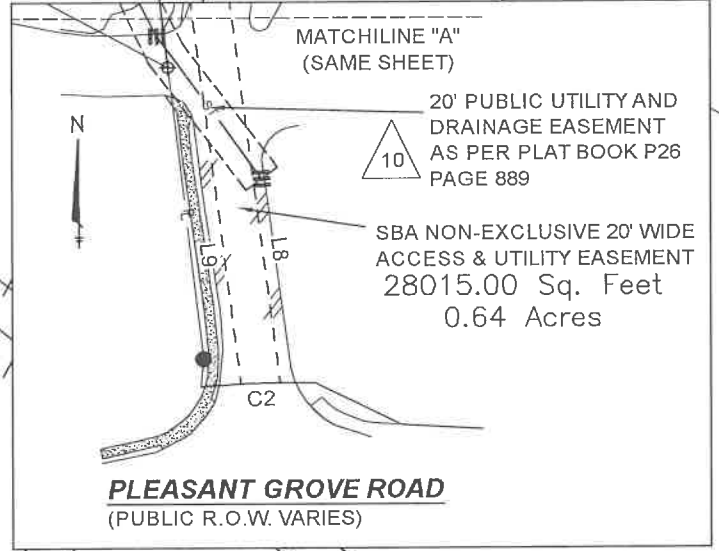 MATCHILINE "A"
(SAME SHEET)
20' PUBLIC UTILITY AND
DRAINAGE EASEMENT
AS PER PLAT BOOK P26
PAGE 889
10
N
SBA NON-EXCLUSIVE 20' WIDE
ACCESS & UTILITY EASEMENT
28015.00 Sq. Feet
0.64 Acres
L9
L8
C2
PLEASANT GROVE ROAD
(PUBLIC R.O.W. VARIES)